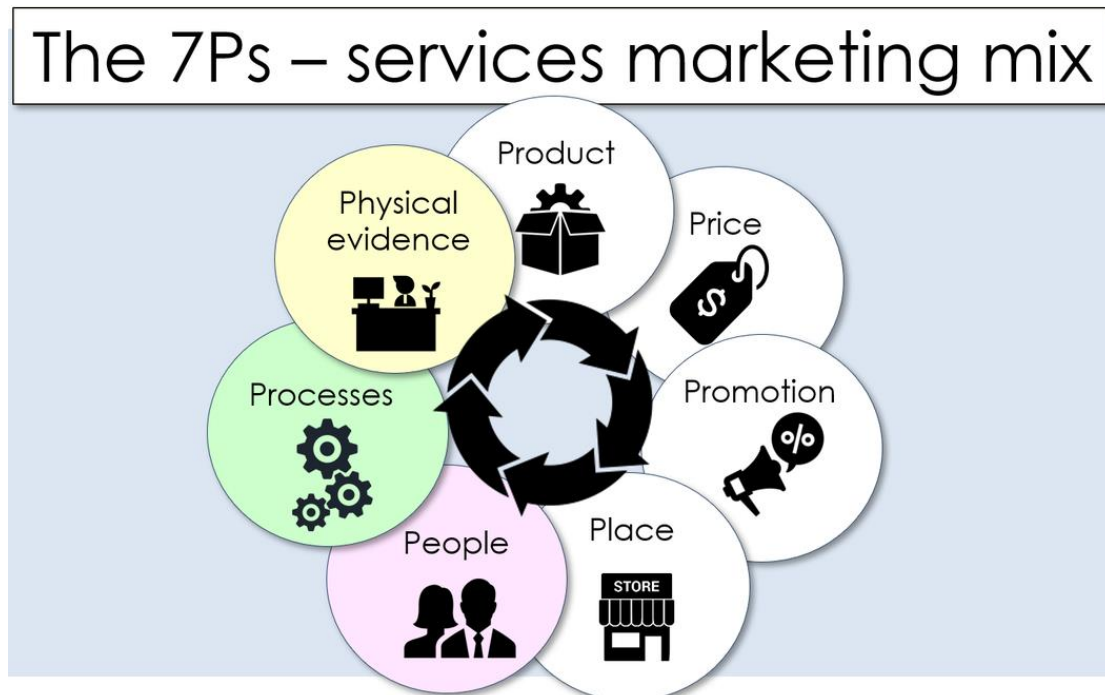 The 7Ps – services marketing mix
Product
Price
$
Promotion
%
Place
STORE
People
Processes
Physical
evidence